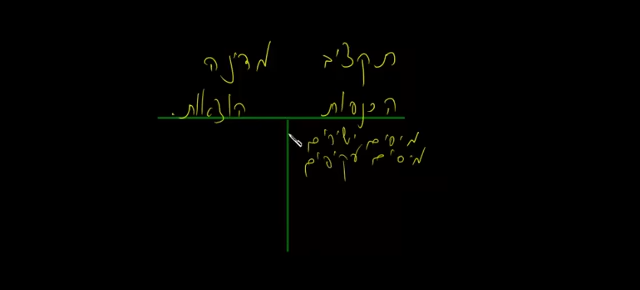 תקציב מדינה
הכנסות הוצאות.
מיסים ישירים
מיסים עקיפים